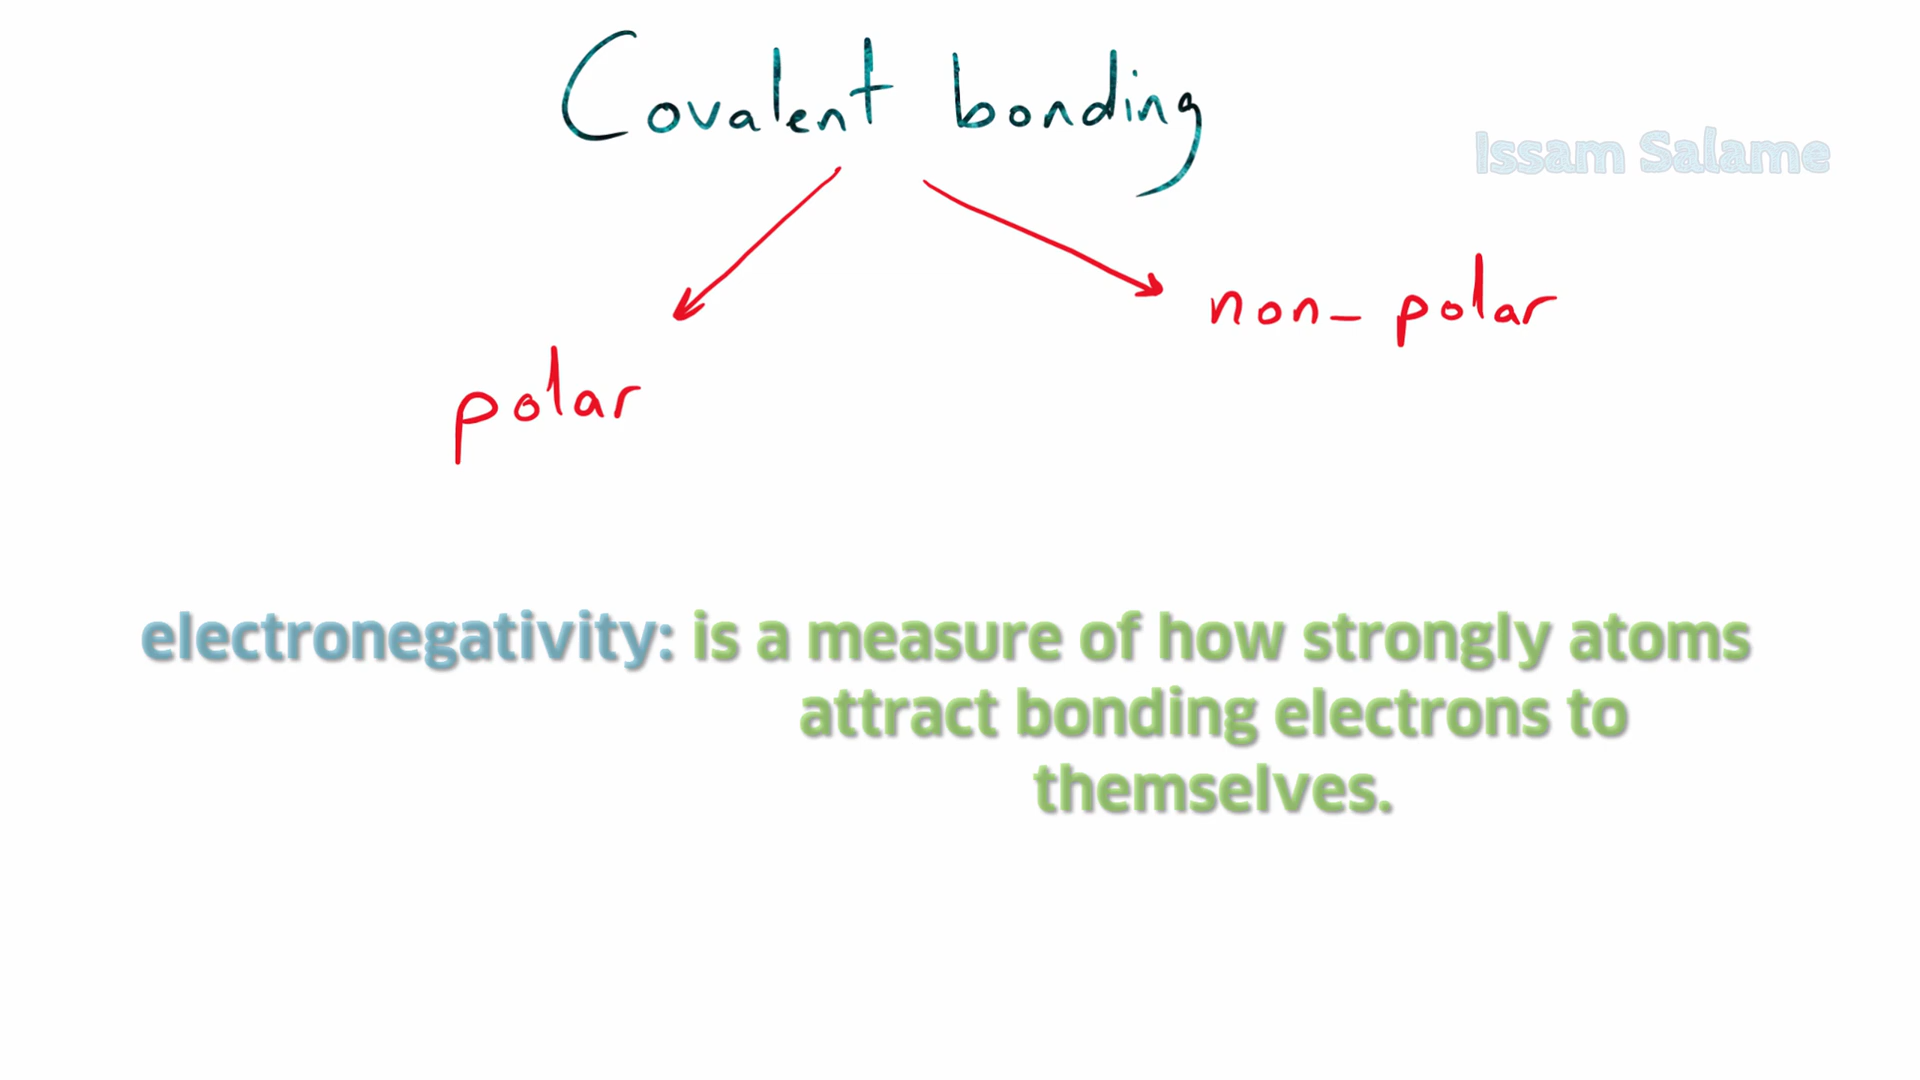 Covalent bonding
Issam Salame
non-polar
polar
electronegativity: is a measure of how strongly atoms
attract bonding electrons to
themselves.